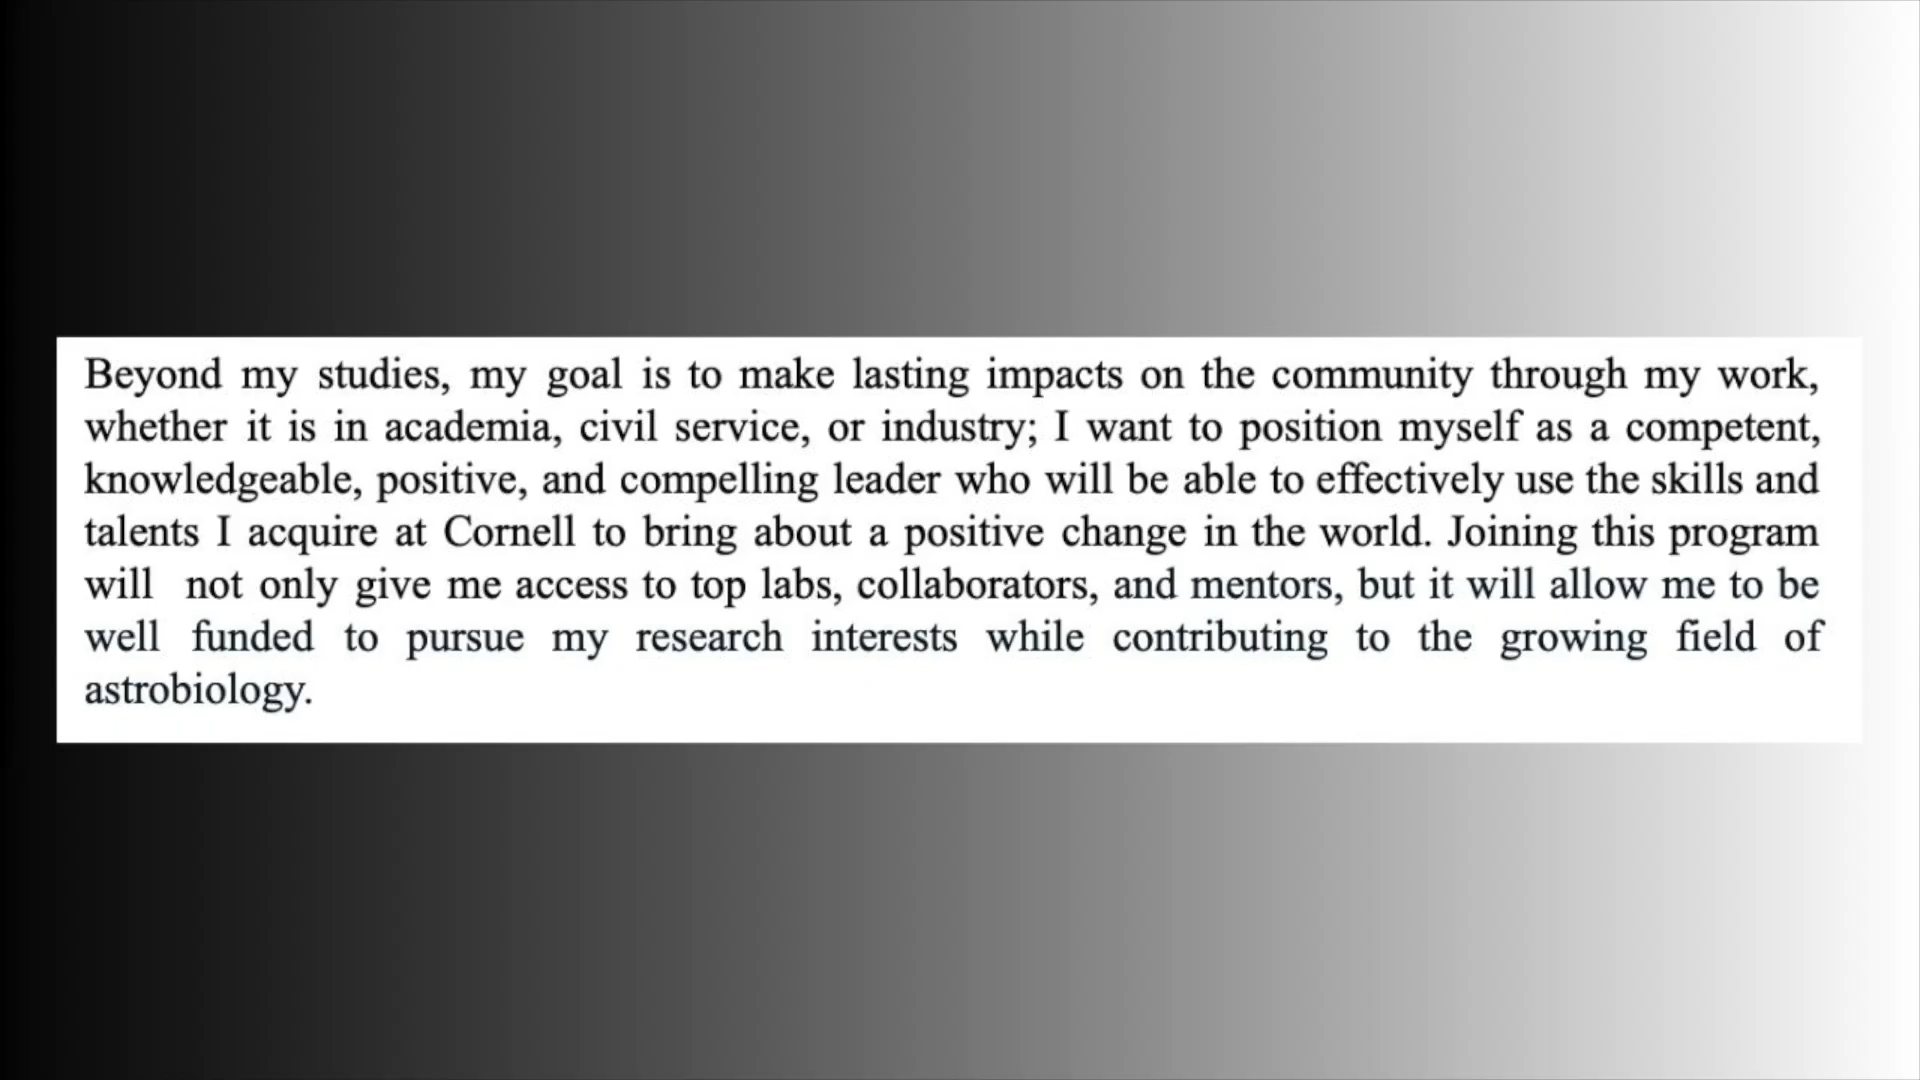 Beyond my studies, my goal is to make lasting impacts on the community through my work,
whether it is in academia, civil service, or industry; I want to position myself as a competent,
knowledgeable, positive, and compelling leader who will be able to effectively use the skills and
talents I acquire at Cornell to bring about a positive change in the world. Joining this program
will not only give me access to top labs, collaborators, and mentors, but it will allow me to be
well funded to pursue my research interests while contributing to the growing field of
astrobiology.